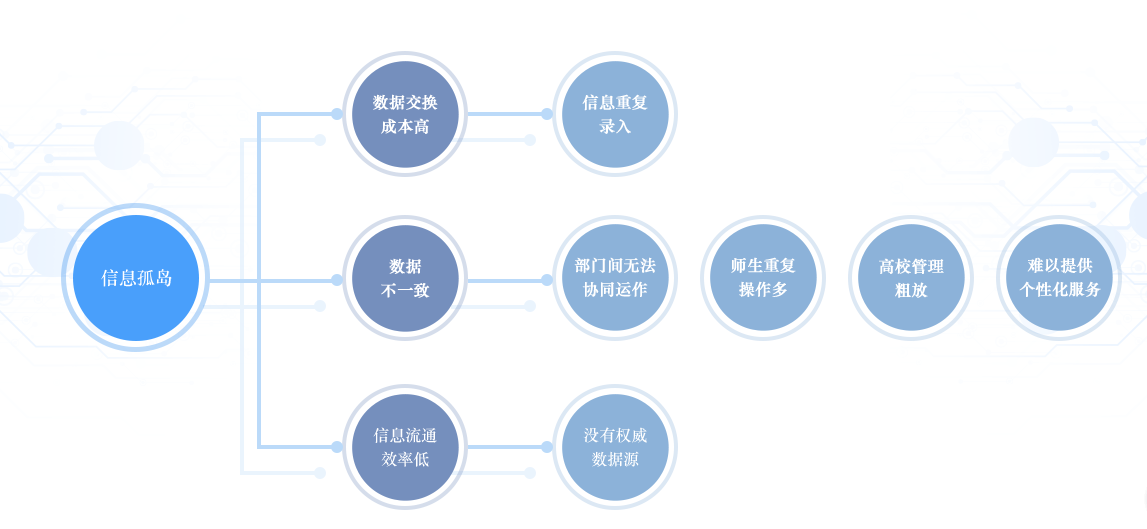 信息孤岛
数据交换
成本高
信息重复
录入
数据
不一致
部门间无法
协同运作
师生重复
操作多
高校管理
粗放
难以提供
个性化服务
信息流通
效率低
没有权威
数据源